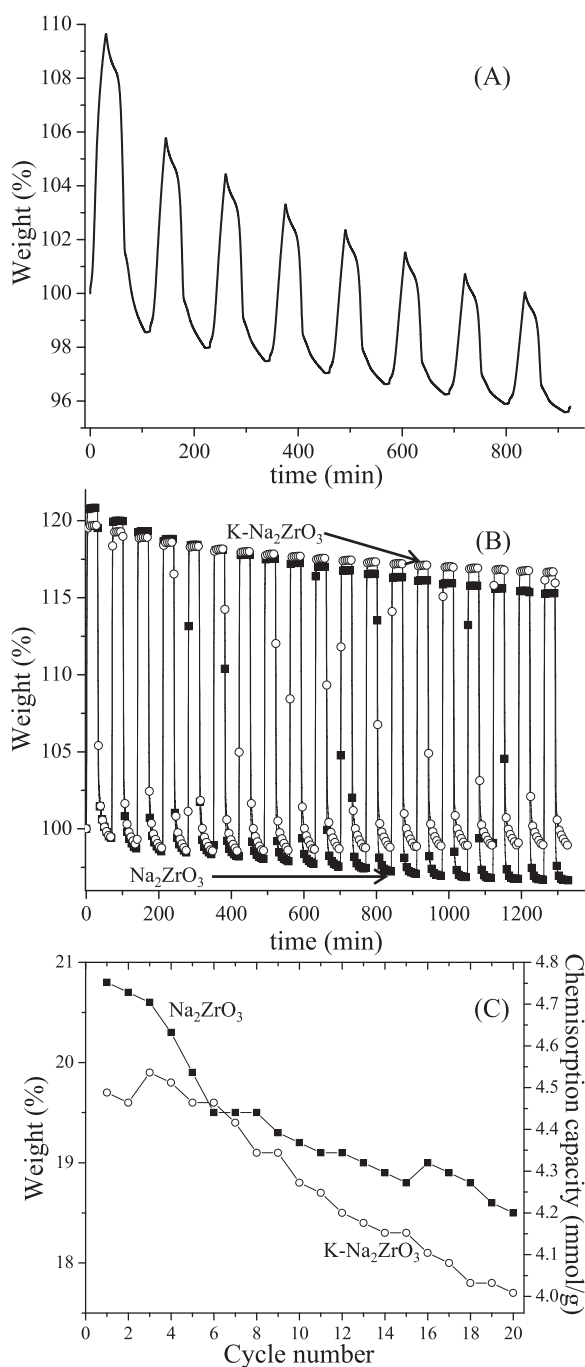 110
(A)
108
106
104
102
100
98
96
Weight (%)
0 200 400 600 800
time (min)
120
(B)
K-Na₂ZrO₃
115
110
105
100
Na₂ZrO₃
Weight (%)
0 200 400 600 800 1000 1200
time (min)
21
(C)
20
19
18
Weight (%)
Na₂ZrO₃
K-Na₂ZrO₃
4.8
4.7
4.6
4.5
4.4
4.3
4.2
4.1
4.0
Chemisorption capacity (mmol/g)
0 2 4 6 8 10 12 14 16 18 20
Cycle number